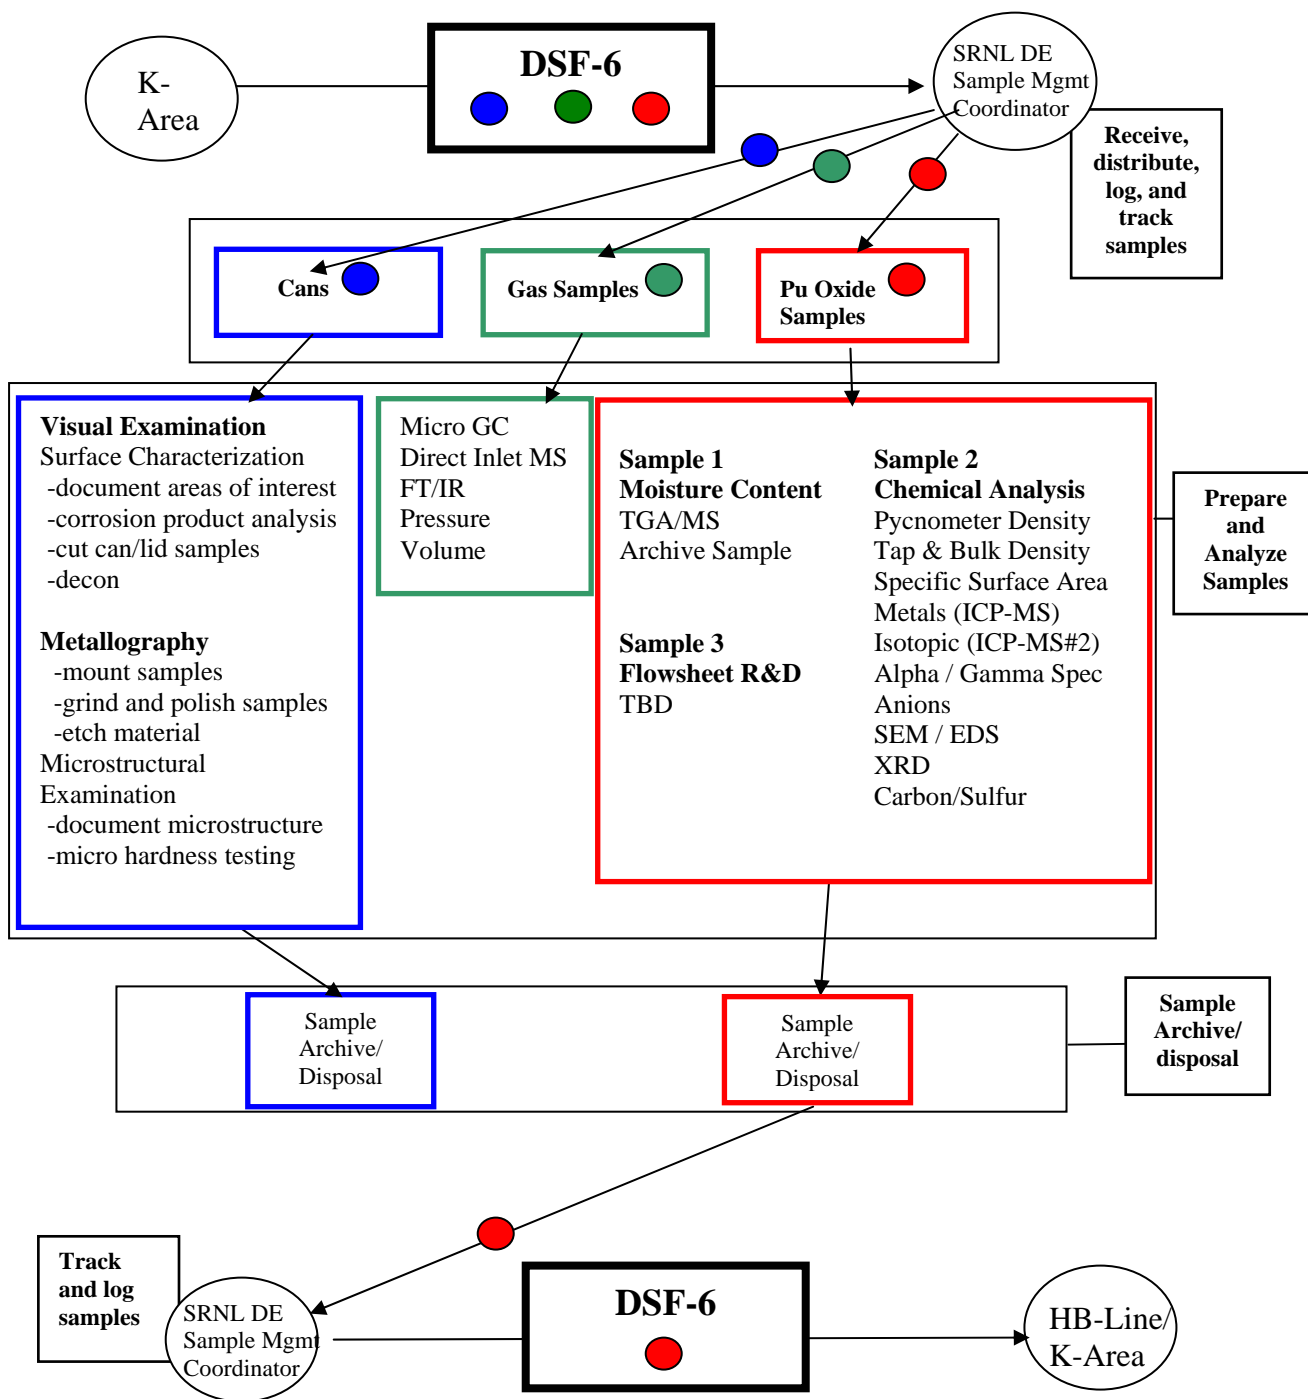 K-
Area
DSF-6
SRNL DE
Sample Mgmt
Coordinator
Receive,
distribute,
log, and
track
samples
Cans
Gas Samples
Pu Oxide
Samples
Visual Examination
Surface Characterization
-document areas of interest
-corrosion product analysis
-cut can/lid samples
-decon
Metallography
-mount samples
-grind and polish samples
-etch material
Microstructural
Examination
-document microstructure
-micro hardness testing
Micro GC
Direct Inlet MS
FT/IR
Pressure
Volume
Sample 1
Moisture Content
TGA/MS
Archive Sample
Sample 3
Flowsheet R&D
TBD
Sample 2
Chemical Analysis
Pycnometer Density
Tap & Bulk Density
Specific Surface Area
Metals (ICP-MS)
Isotopic (ICP-MS#2)
Alpha / Gamma Spec
Anions
SEM / EDS
XRD
Carbon/Sulfur
Prepare
and
Analyze
Samples
Sample
Archive/
Disposal
Sample
Archive/
Disposal
Sample
Archive/
disposal
Track
and log
samples
SRNL DE
Sample Mgmt
Coordinator
DSF-6
HB-Line/
K-Area